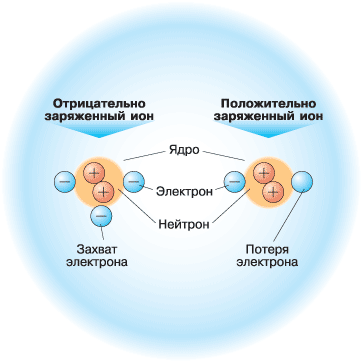 Отрицательно
заряженный ион
Положительно
заряженный ион
Ядро
Электрон
Нейтрон
Захват
электрона
Потеря
электрона
+
+
−
−
−
+
+
−